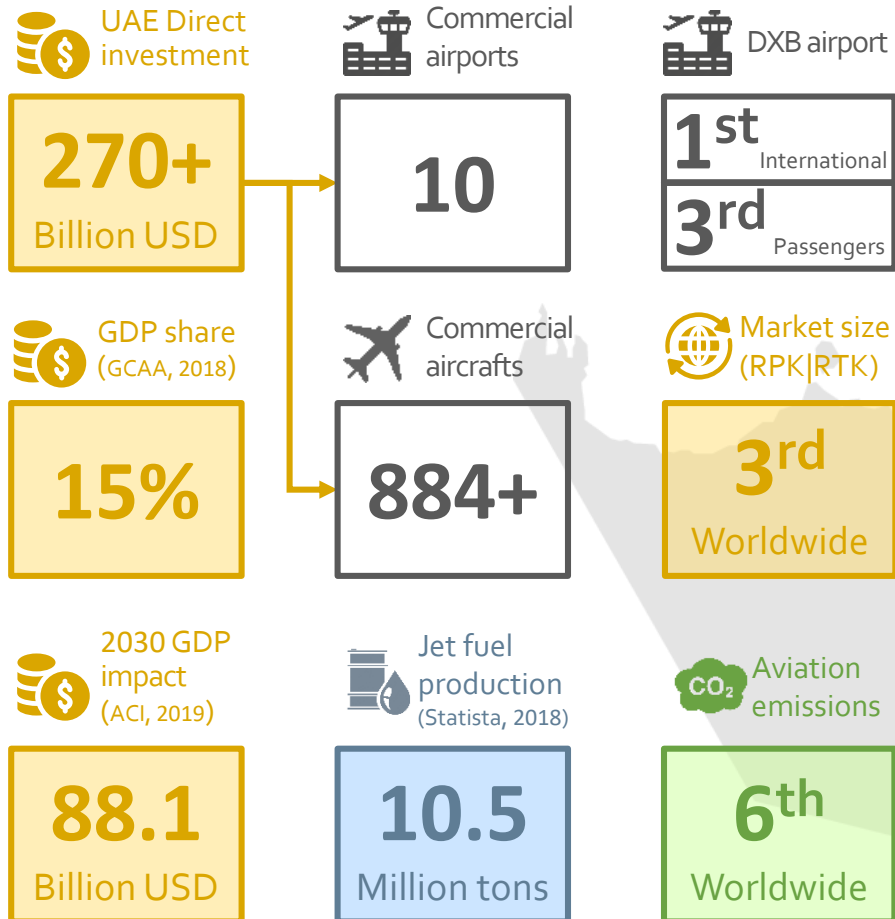 UAE Direct
investment
270+
Billion USD
Commercial
airports
10
DXB airport
1st International
3rd Passengers
GDP share
(GCAA, 2018)
15%
Commercial
aircrafts
884+
Market size
(RPK|RTK)
3rd
Worldwide
2030 GDP
impact
(ACI, 2019)
88.1
Billion USD
Jet fuel
production
(Statista, 2018)
10.5
Million tons
CO₂
Aviation
emissions
6th
Worldwide